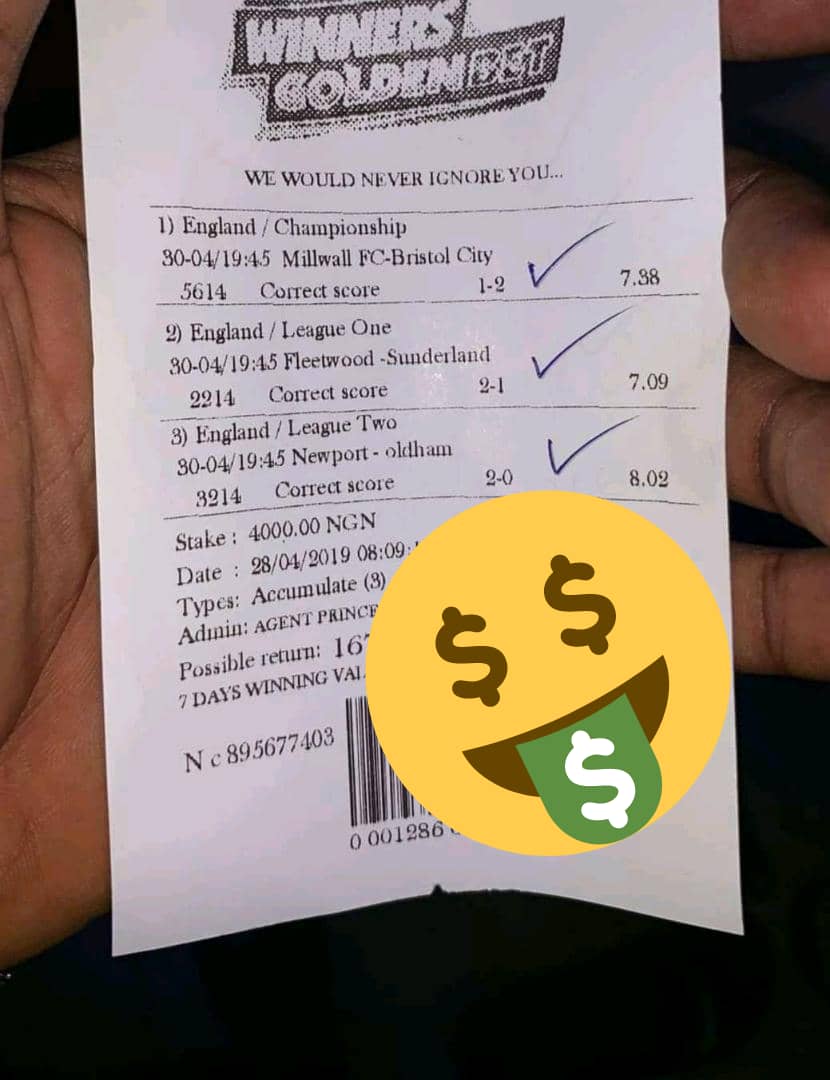 WINNERS
GOLDEN BET
WE WOULD NEVER IGNORE YOU...
1) England / Championship
30-04/19:45 Millwall FC-Bristol City
5614 Correct score 1-2 7.38
2) England / League One
30-04/19:45 Fleetwood -Sunderland
2214 Correct score 2-1 7.09
3) England / League Two
30-04/19:45 Newport - oldham
3214 Correct score 2-0 8.02
Stake : 4000.00 NGN
Date : 28/04/2019 08:09:
Types: Accumulate (3)
Admin: AGENT PRINCE
Possible return: 16
7 DAYS WINNING
N c 895677403
0 001286
$ $
$